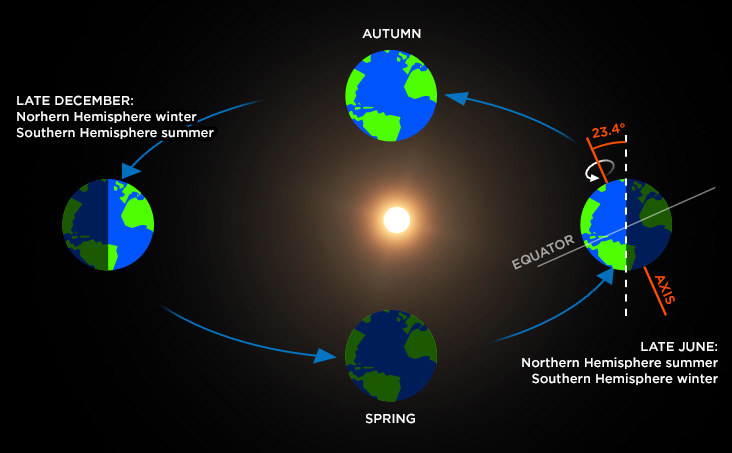 AUTUMN
LATE DECEMBER:
Norhern Hemisphere winter
Southern Hemisphere summer
23.4°
EQUATOR
AXIS
LATE JUNE:
Northern Hemisphere summer
Southern Hemisphere winter
SPRING